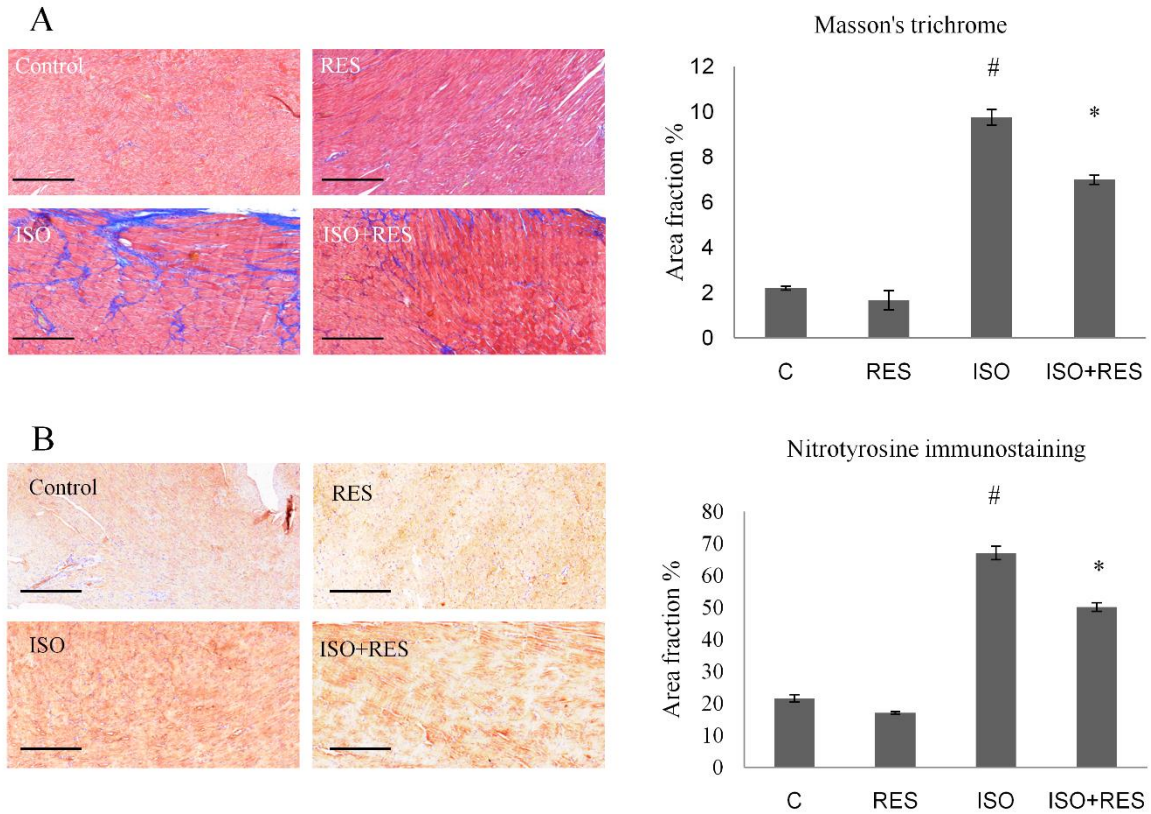 A
Control
RES
ISO
ISO+RES
Masson's trichrome
Area fraction %
12
10
8
6
4
2
0
#
*
C RES ISO ISO+RES
B
Control
RES
ISO
ISO+RES
Nitrotyrosine immunostaining
Area fraction %
80
70
60
50
40
30
20
10
0
#
*
C RES ISO ISO+RES